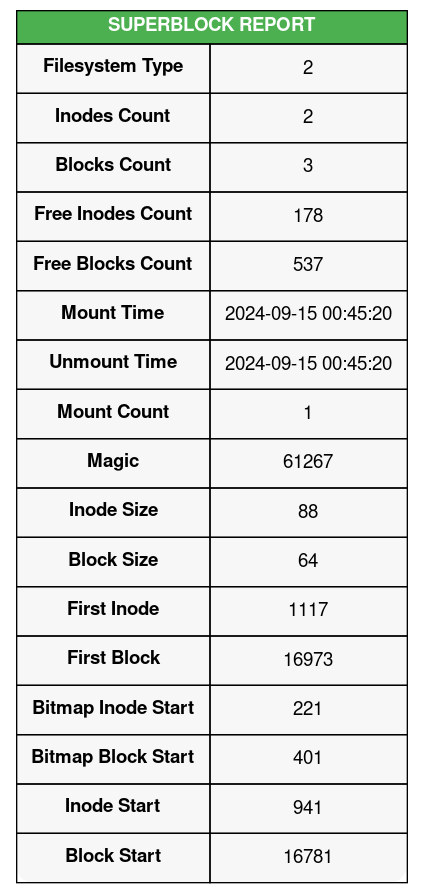 SUPERBLOCK REPORT
Filesystem Type 2
Inodes Count 2
Blocks Count 3
Free Inodes Count 178
Free Blocks Count 537
Mount Time 2024-09-15 00:45:20
Unmount Time 2024-09-15 00:45:20
Mount Count 1
Magic 61267
Inode Size 88
Block Size 64
First Inode 1117
First Block 16973
Bitmap Inode Start 221
Bitmap Block Start 401
Inode Start 941
Block Start 16781